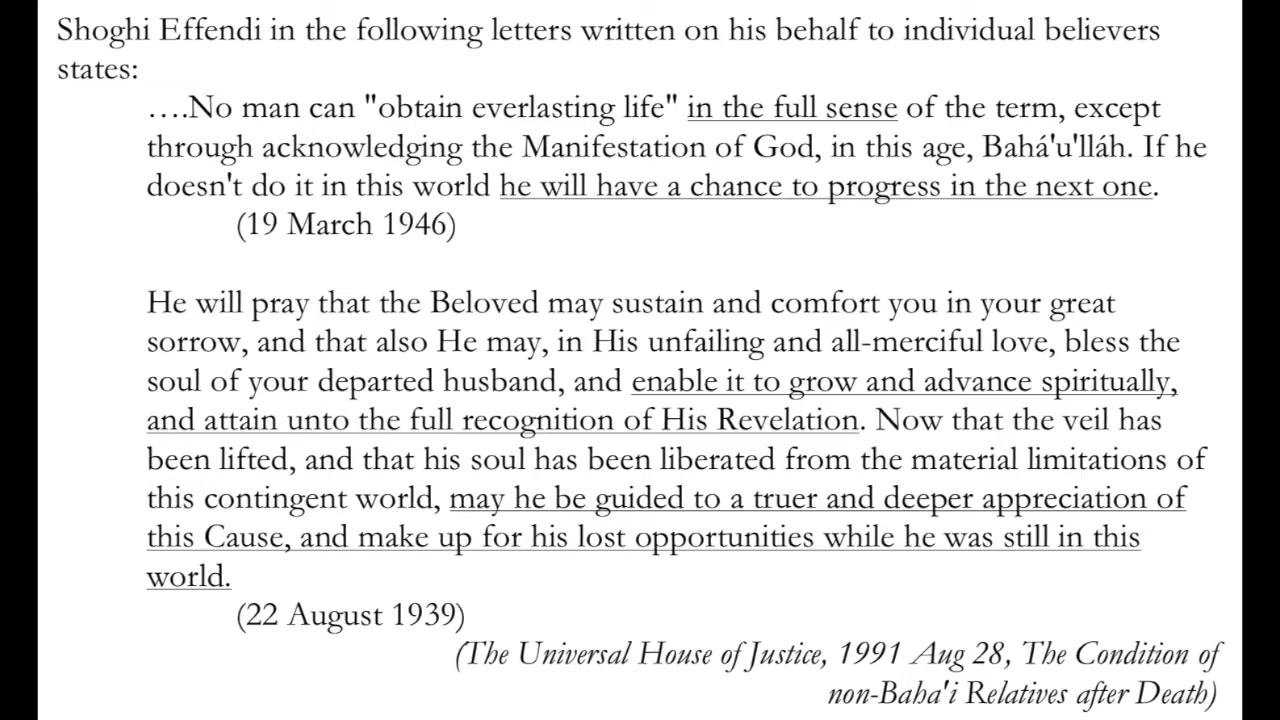 Shoghi Effendi in the following letters written on his behalf to individual believers
states:
….No man can "obtain everlasting life" in the full sense of the term, except
through acknowledging the Manifestation of God, in this age, Bahá'u'lláh. If he
doesn't do it in this world he will have a chance to progress in the next one.
(19 March 1946)
He will pray that the Beloved may sustain and comfort you in your great
sorrow, and that also He may, in His unfailing and all-merciful love, bless the
soul of your departed husband, and enable it to grow and advance spiritually,
and attain unto the full recognition of His Revelation. Now that the veil has
been lifted, and that his soul has been liberated from the material limitations of
this contingent world, may he be guided to a truer and deeper appreciation of
this Cause, and make up for his lost opportunities while he was still in this
world.
(22 August 1939)
(The Universal House of Justice, 1991 Aug 28, The Condition of
non-Baha'i Relatives after Death)